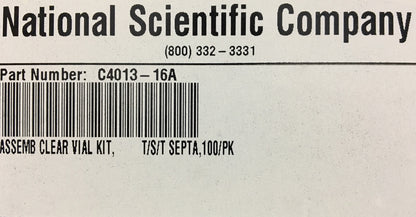 National Scientific Company
(800) 332-3331
Part Number: C4013-16A
ASSEMB CLEAR VIAL KIT, T/S/T SEPTA,100/PK